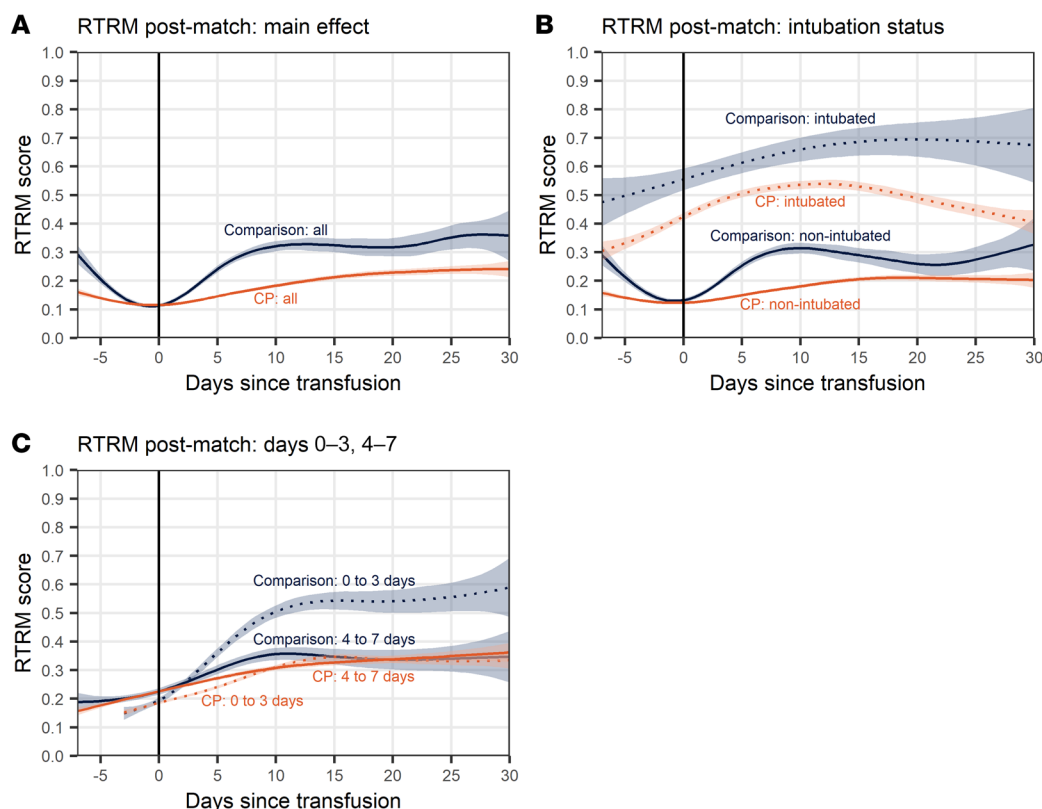 A RTRM post-match: main effect
1.0
0.9
0.8
0.7
0.6
0.5
0.4
0.3
0.2
0.1
0.0
RTRM score
Comparison: all
CP: all
-5 0 5 10 15 20 25 30
Days since transfusion
B RTRM post-match: intubation status
1.0
0.9
0.8
0.7
0.6
0.5
0.4
0.3
0.2
0.1
0.0
RTRM score
Comparison: intubated
CP: intubated
Comparison: non-intubated
CP: non-intubated
-5 0 5 10 15 20 25 30
Days since transfusion
C RTRM post-match: days 0–3, 4–7
1.0
0.9
0.8
0.7
0.6
0.5
0.4
0.3
0.2
0.1
0.0
RTRM score
Comparison: 0 to 3 days
Comparison: 4 to 7 days
CP: 4 to 7 days
CP: 0 to 3 days
-5 0 5 10 15 20 25 30
Days since transfusion